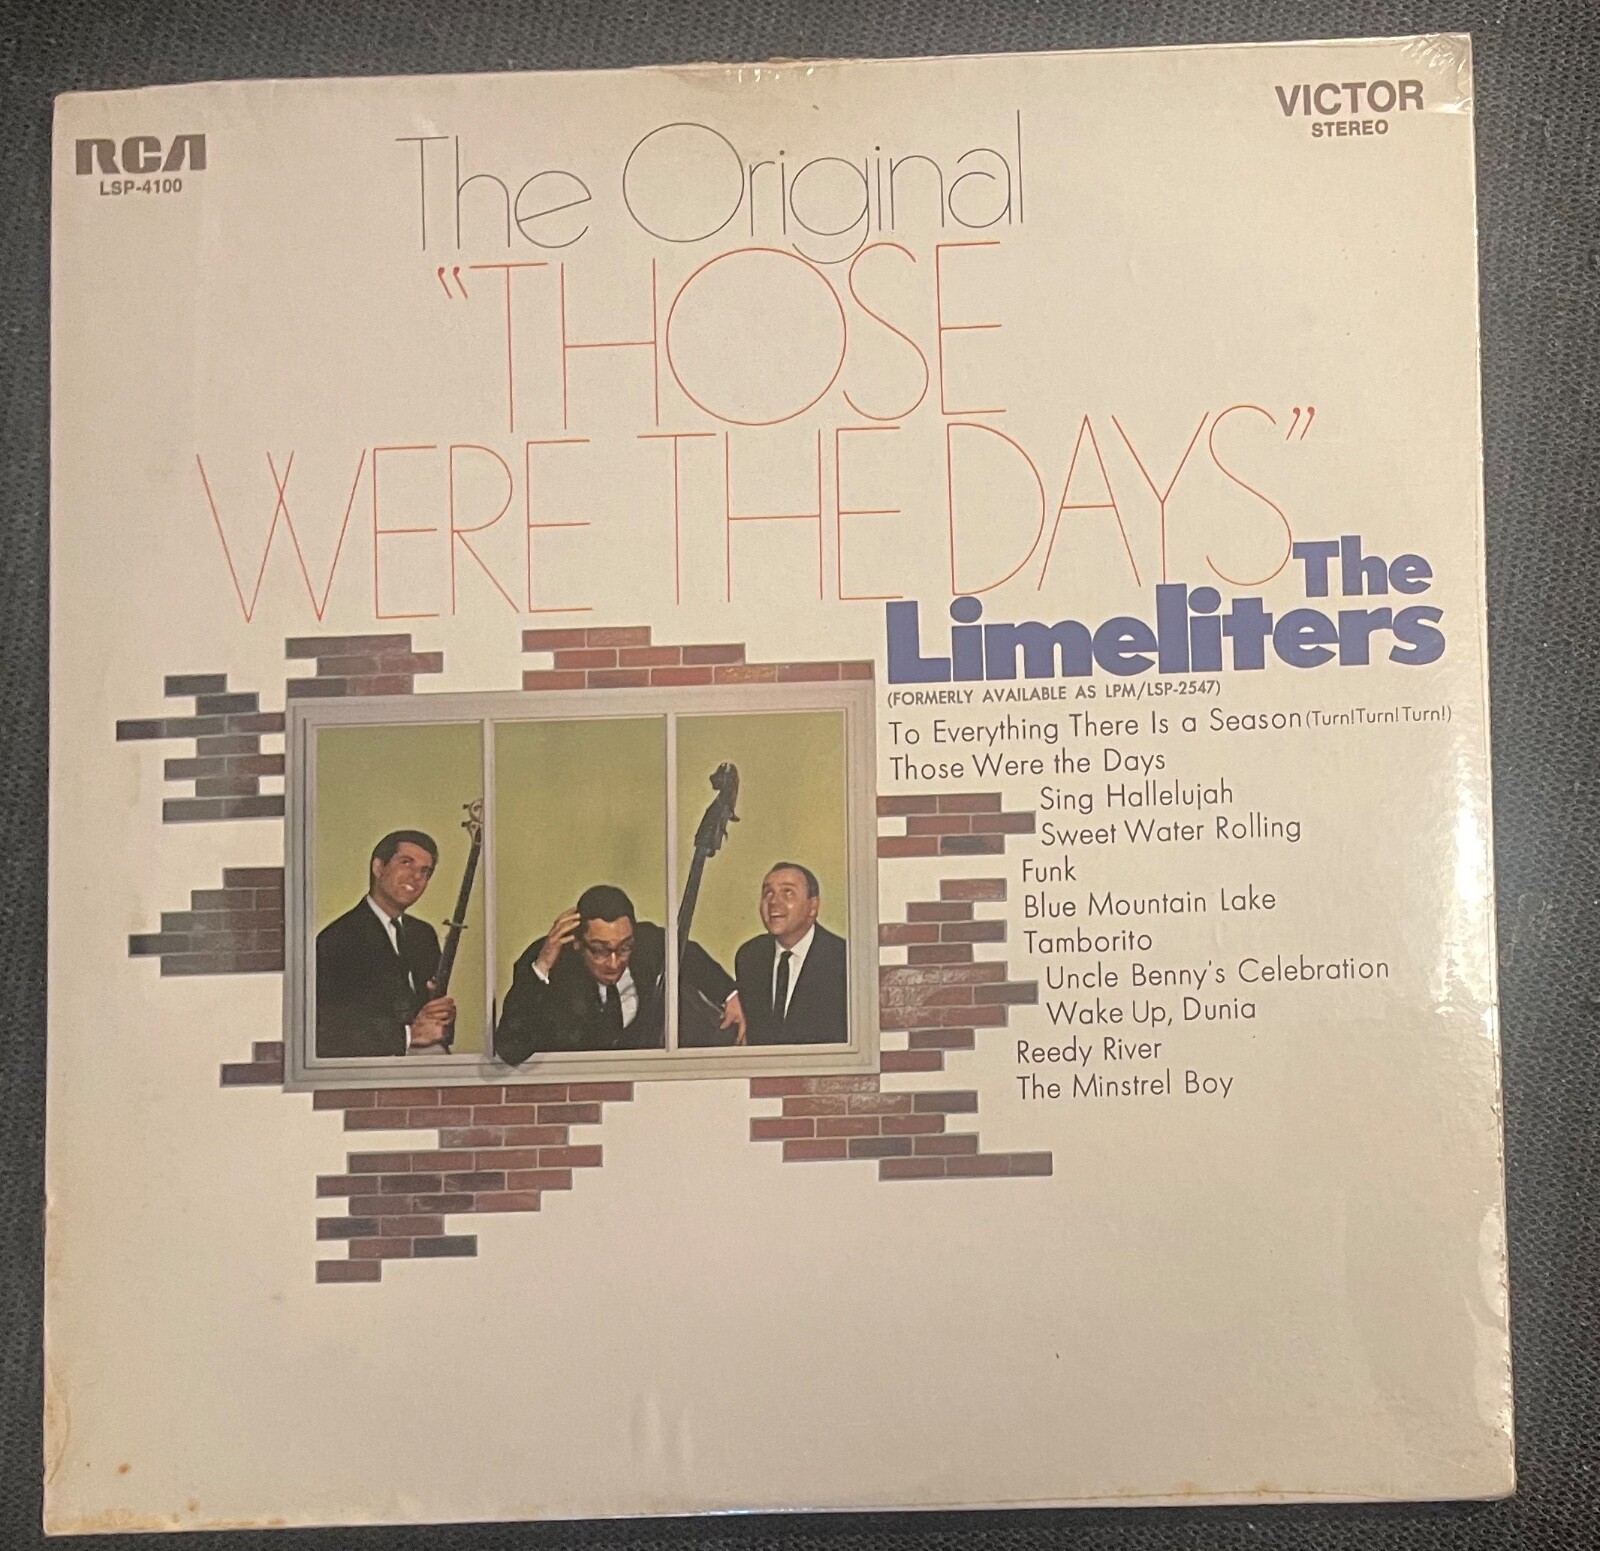 RCA
LSP-4100
VICTOR
STEREO
The Original
“THOSE
WERE THE DAYS”
The
Limeliters
(FORMERLY AVAILABLE AS LPM/LSP-2547)
To Everything There Is a Season (Turn!Turn!Turn!)
Those Were the Days
Sing Hallelujah
Sweet Water Rolling
Funk
Blue Mountain Lake
Tamborito
Uncle Benny's Celebration
Wake Up, Dunia
Reedy River
The Minstrel Boy